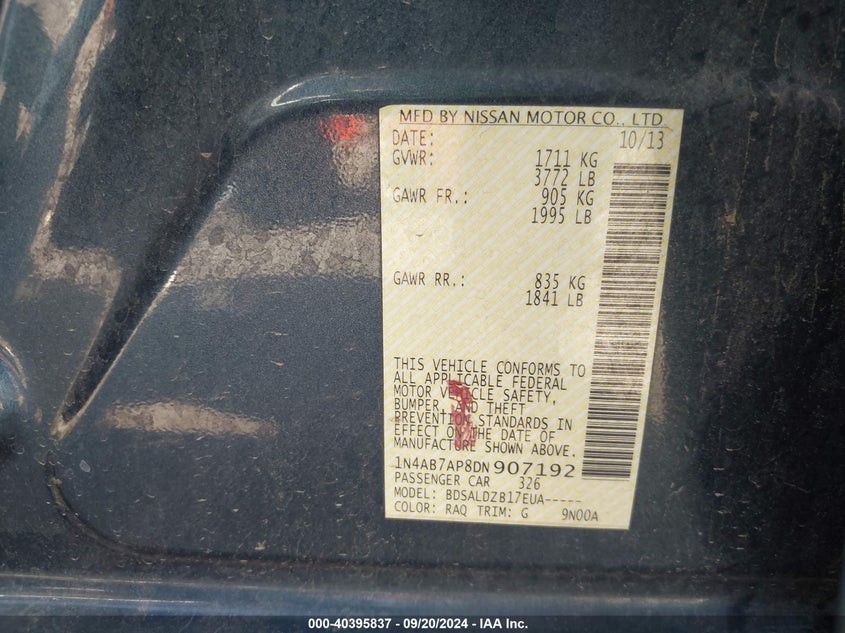 MFD BY NISSAN MOTOR CO., LTD.
DATE: 10/13
GVWR: 1711 KG
3772 LB
GAWR FR.: 905 KG
1995 LB
GAWR RR.: 835 KG
1841 LB
THIS VEHICLE CONFORMS TO
ALL APPLICABLE FEDERAL
MOTOR VEHICLE SAFETY,
BUMPER, AND THEFT
PREVENTION STANDARDS IN
EFFECT ON THE DATE OF
MANUFACTURE SHOWN ABOVE.
1N4AB7AP8DN 907192
PASSENGER CAR 326
MODEL: BDSALDZB17EUA-----
COLOR: RAQ TRIM: G 9N00A
000-40395837 - 09/20/2024 - IAA Inc.